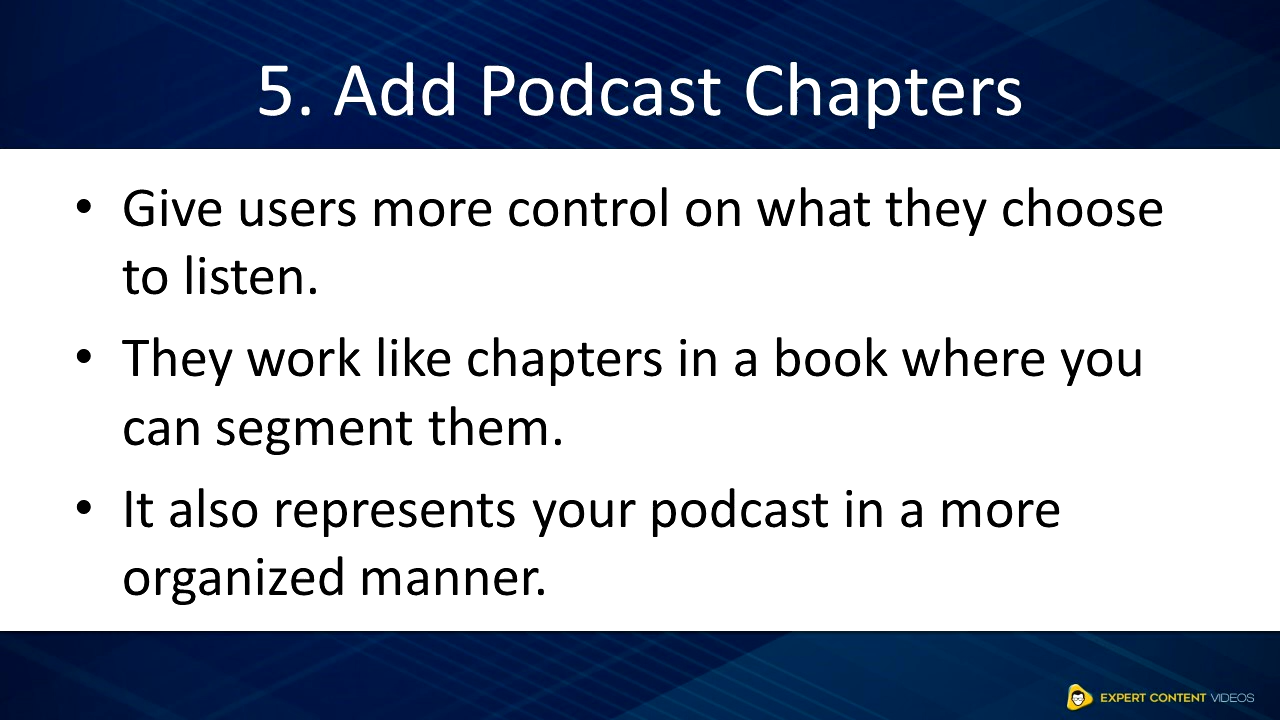 5. Add Podcast Chapters
• Give users more control on what they choose
to listen.
• They work like chapters in a book where you
can segment them.
• It also represents your podcast in a more
organized manner.
EXPERT CONTENT VIDEOS